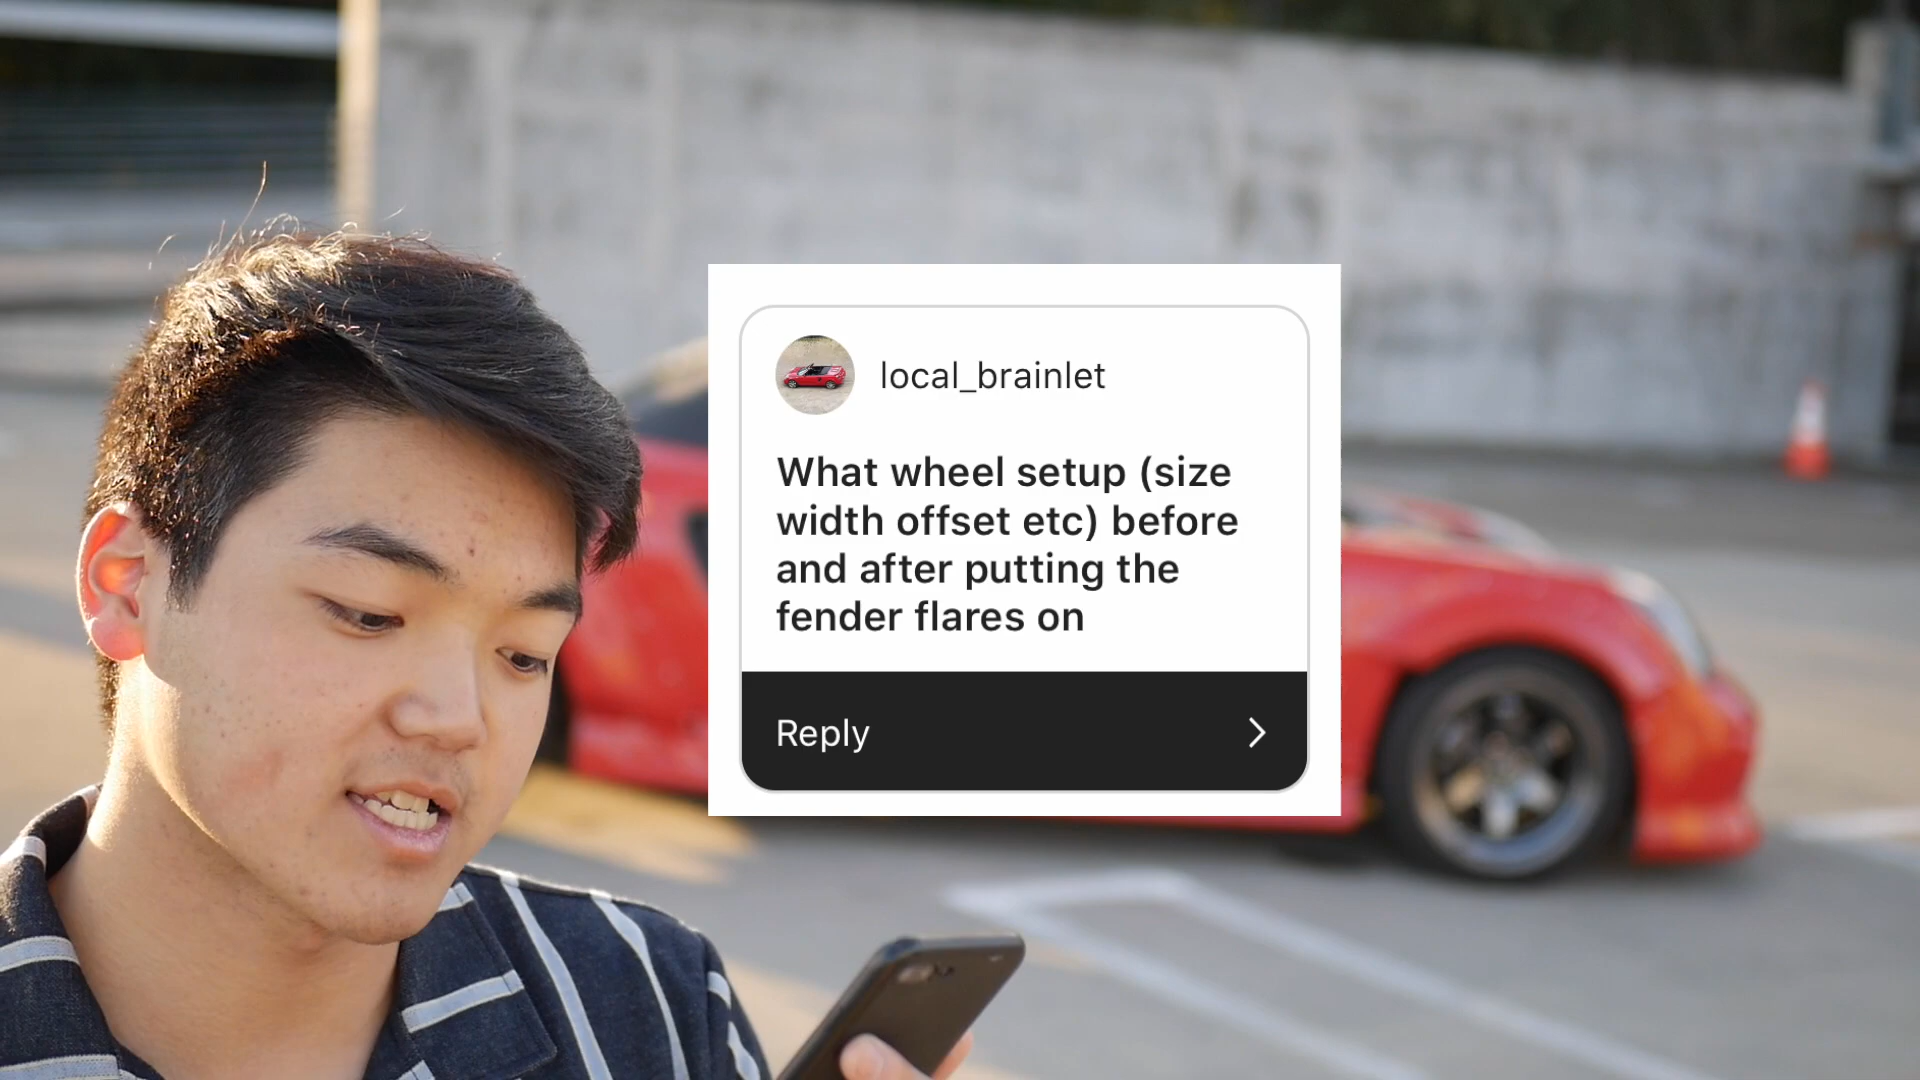 local_brainlet
What wheel setup (size
width offset etc) before
and after putting the
fender flares on
Reply